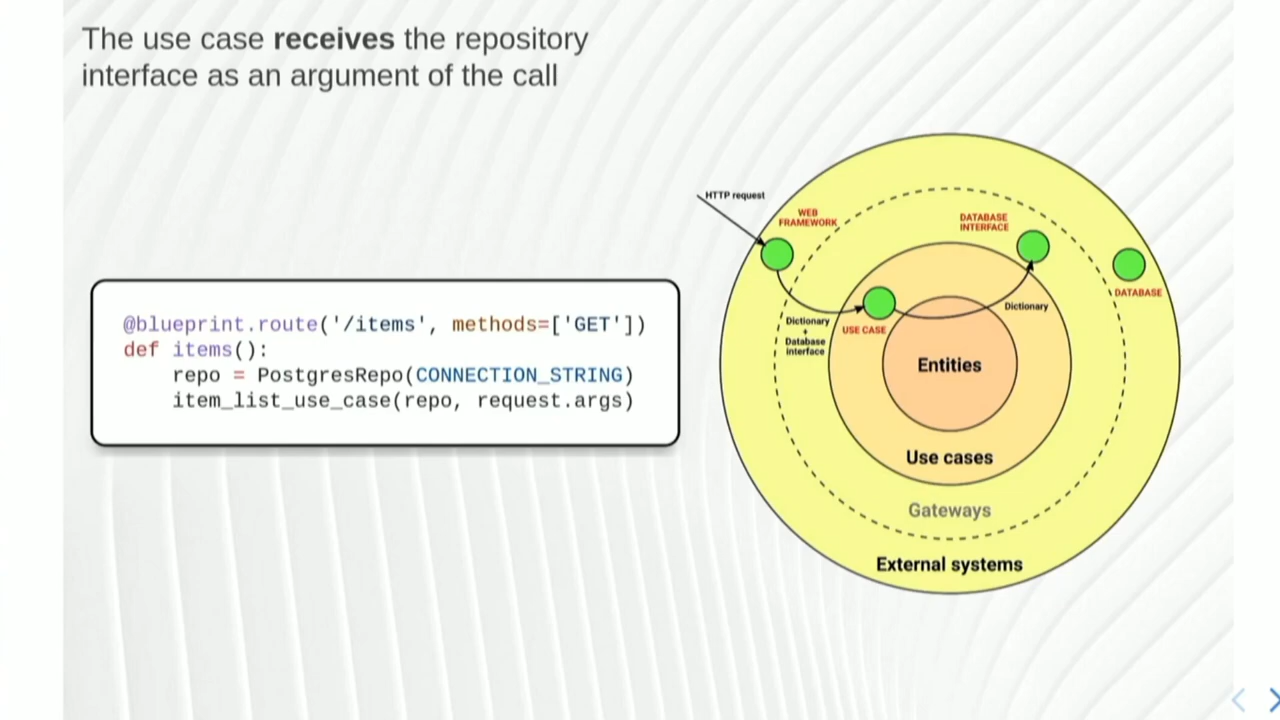 The use case receives the repository
interface as an argument of the call
@blueprint.route('/items', methods=['GET'])
def items():
    repo = PostgresRepo(CONNECTION_STRING)
    item_list_use_case(repo, request.args)
HTTP request
WEB
FRAMEWORK
DATABASE
INTERFACE
DATABASE
Dictionary
+
Database
interface
USE CASE
Dictionary
Entities
Use cases
Gateways
External systems